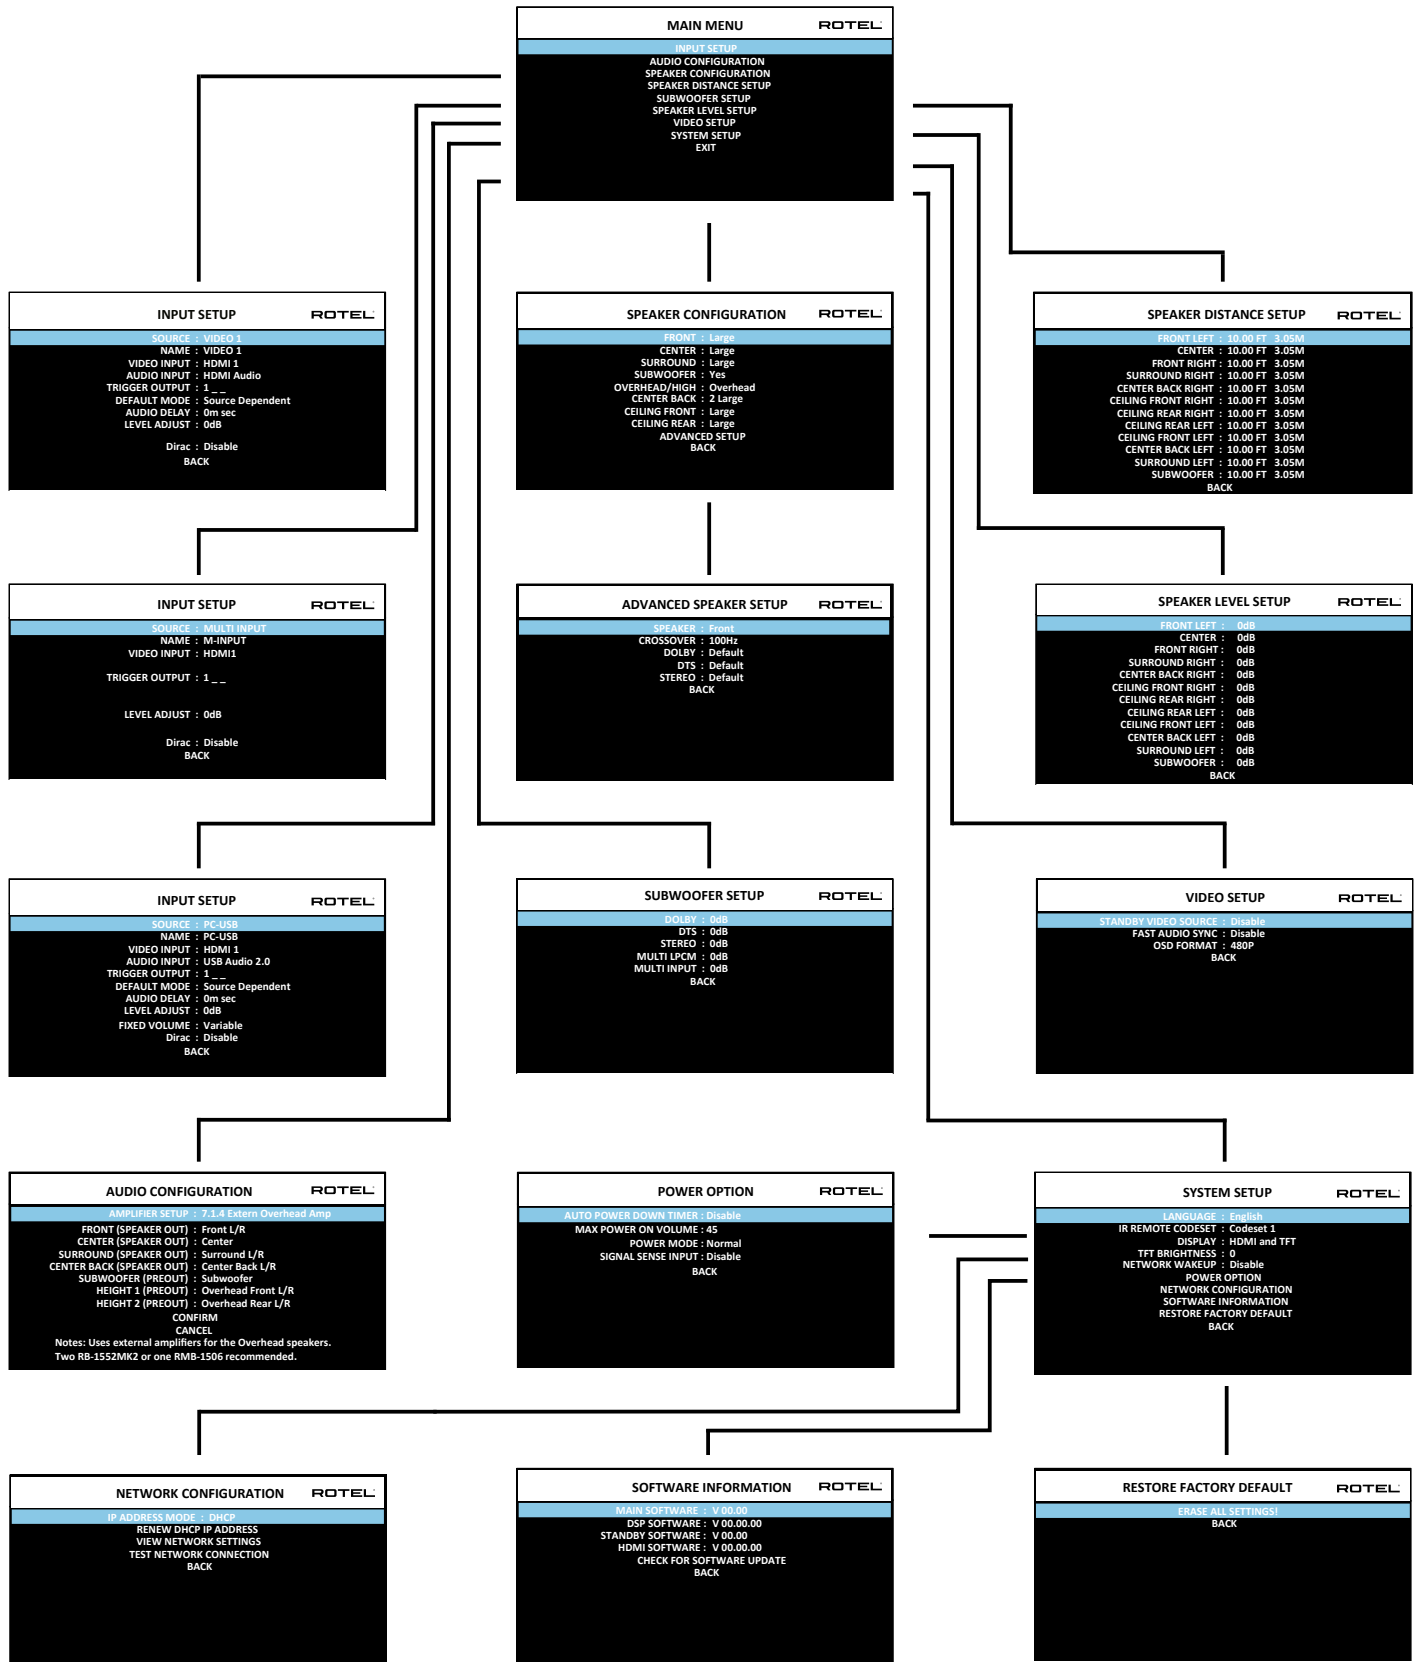 MAIN MENU ROTEL
INPUT SETUP
AUDIO CONFIGURATION
SPEAKER CONFIGURATION
SPEAKER DISTANCE SETUP
SUBWOOFER SETUP
SPEAKER LEVEL SETUP
VIDEO SETUP
SYSTEM SETUP
EXIT
INPUT SETUP ROTEL
SOURCE : VIDEO 1
NAME : VIDEO 1
VIDEO INPUT : HDMI 1
AUDIO INPUT : HDMI Audio
TRIGGER OUTPUT : 1 _ _
DEFAULT MODE : Source Dependent
AUDIO DELAY : 0m sec
LEVEL ADJUST : 0dB
Dirac : Disable
BACK
SPEAKER CONFIGURATION ROTEL
FRONT : Large
CENTER : Large
SURROUND : Large
SUBWOOFER : Yes
OVERHEAD/HIGH : Overhead
CENTER BACK : 2 Large
CEILING FRONT : Large
CEILING REAR : Large
ADVANCED SETUP
BACK
SPEAKER DISTANCE SETUP ROTEL
FRONT LEFT : 10.00 FT 3.05M
CENTER : 10.00 FT 3.05M
FRONT RIGHT : 10.00 FT 3.05M
SURROUND RIGHT : 10.00 FT 3.05M
CENTER BACK RIGHT : 10.00 FT 3.05M
CEILING FRONT RIGHT : 10.00 FT 3.05M
CEILING REAR RIGHT : 10.00 FT 3.05M
CEILING REAR LEFT : 10.00 FT 3.05M
CEILING FRONT LEFT : 10.00 FT 3.05M
CENTER BACK LEFT : 10.00 FT 3.05M
SURROUND LEFT : 10.00 FT 3.05M
SUBWOOFER : 10.00 FT 3.05M
BACK
INPUT SETUP ROTEL
SOURCE : MULTI INPUT
NAME : M-INPUT
VIDEO INPUT : HDMI1
TRIGGER OUTPUT : 1 _ _
LEVEL ADJUST : 0dB
Dirac : Disable
BACK
ADVANCED SPEAKER SETUP ROTEL
SPEAKER : Front
CROSSOVER : 100Hz
DOLBY : Default
DTS : Default
STEREO : Default
BACK
SPEAKER LEVEL SETUP ROTEL
FRONT LEFT : 0dB
CENTER : 0dB
FRONT RIGHT : 0dB
SURROUND RIGHT : 0dB
CENTER BACK RIGHT : 0dB
CEILING FRONT RIGHT : 0dB
CEILING REAR RIGHT : 0dB
CEILING REAR LEFT : 0dB
CEILING FRONT LEFT : 0dB
CENTER BACK LEFT : 0dB
SURROUND LEFT : 0dB
SUBWOOFER : 0dB
BACK
INPUT SETUP ROTEL
SOURCE : PC-USB
NAME : PC-USB
VIDEO INPUT : HDMI 1
AUDIO INPUT : USB Audio 2.0
TRIGGER OUTPUT : 1 _ _
DEFAULT MODE : Source Dependent
AUDIO DELAY : 0m sec
LEVEL ADJUST : 0dB
FIXED VOLUME : Variable
Dirac : Disable
BACK
SUBWOOFER SETUP ROTEL
DOLBY : 0dB
DTS : 0dB
STEREO : 0dB
MULTI LPCM : 0dB
MULTI INPUT : 0dB
BACK
VIDEO SETUP ROTEL
STANDBY VIDEO SOURCE : Disable
FAST AUDIO SYNC : Disable
OSD FORMAT : 480P
BACK
AUDIO CONFIGURATION ROTEL
AMPLIFIER SETUP : 7.1.4 Extern Overhead Amp
FRONT (SPEAKER OUT) : Front L/R
CENTER (SPEAKER OUT) : Center
SURROUND (SPEAKER OUT) : Surround L/R
CENTER BACK (SPEAKER OUT) : Center Back L/R
SUBWOOFER (PREOUT) : Subwoofer
HEIGHT 1 (PREOUT) : Overhead Front L/R
HEIGHT 2 (PREOUT) : Overhead Rear L/R
CONFIRM
CANCEL
Notes: Uses external amplifiers for the Overhead speakers.
Two RB-1552MK2 or one RMB-1506 recommended.
POWER OPTION ROTEL
AUTO POWER DOWN TIMER : Disable
MAX POWER ON VOLUME : 45
POWER MODE : Normal
SIGNAL SENSE INPUT : Disable
BACK
SYSTEM SETUP ROTEL
LANGUAGE : English
IR REMOTE CODESET : Codeset 1
DISPLAY : HDMI and TFT
TFT BRIGHTNESS : 0
NETWORK WAKEUP : Disable
POWER OPTION
NETWORK CONFIGURATION
SOFTWARE INFORMATION
RESTORE FACTORY DEFAULT
BACK
NETWORK CONFIGURATION ROTEL
IP ADDRESS MODE : DHCP
RENEW DHCP IP ADDRESS
VIEW NETWORK SETTINGS
TEST NETWORK CONNECTION
BACK
SOFTWARE INFORMATION ROTEL
MAIN SOFTWARE : V 00.00
DSP SOFTWARE : V 00.00.00
STANDBY SOFTWARE : V 00.00
HDMI SOFTWARE : V 00.00.00
CHECK FOR SOFTWARE UPDATE
BACK
RESTORE FACTORY DEFAULT ROTEL
ERASE ALL SETTINGS!
BACK